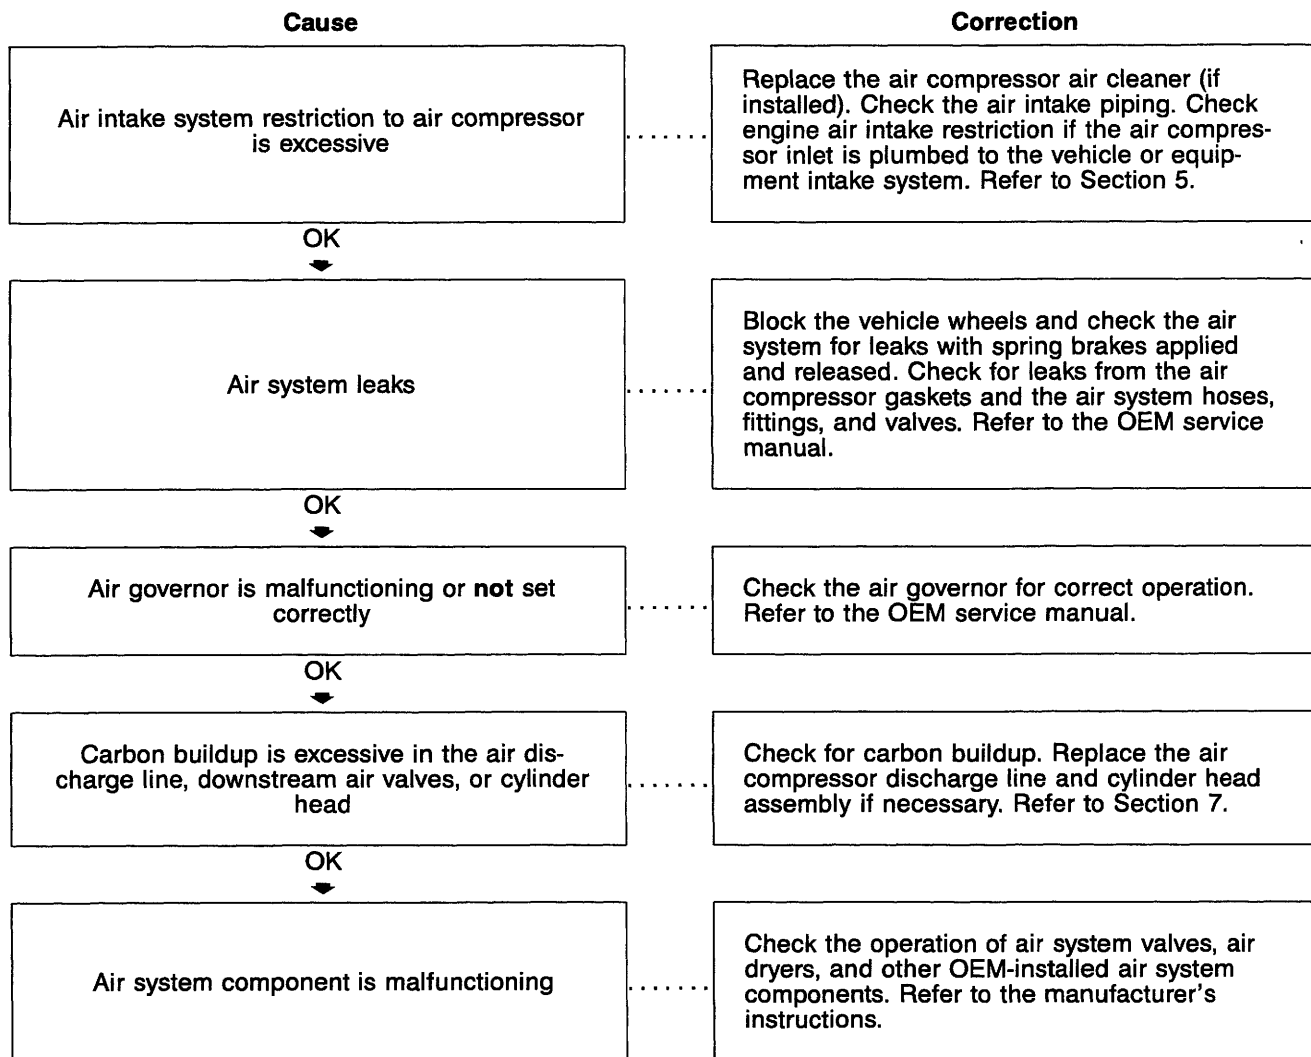 Cause
Correction
Air intake system restriction to air compressor
is excessive
Replace the air compressor air cleaner (if
installed). Check the air intake piping. Check
engine air intake restriction if the air compres-
sor inlet is plumbed to the vehicle or equip-
ment intake system. Refer to Section 5.
OK
Air system leaks
Block the vehicle wheels and check the air
system for leaks with spring brakes applied
and released. Check for leaks from the air
compressor gaskets and the air system hoses,
fittings, and valves. Refer to the OEM service
manual.
OK
Air governor is malfunctioning or not set
correctly
Check the air governor for correct operation.
Refer to the OEM service manual.
OK
Carbon buildup is excessive in the air dis-
charge line, downstream air valves, or cylinder
head
Check for carbon buildup. Replace the air
compressor discharge line and cylinder head
assembly if necessary. Refer to Section 7.
OK
Air system component is malfunctioning
Check the operation of air system valves, air
dryers, and other OEM-installed air system
components. Refer to the manufacturer's
instructions.